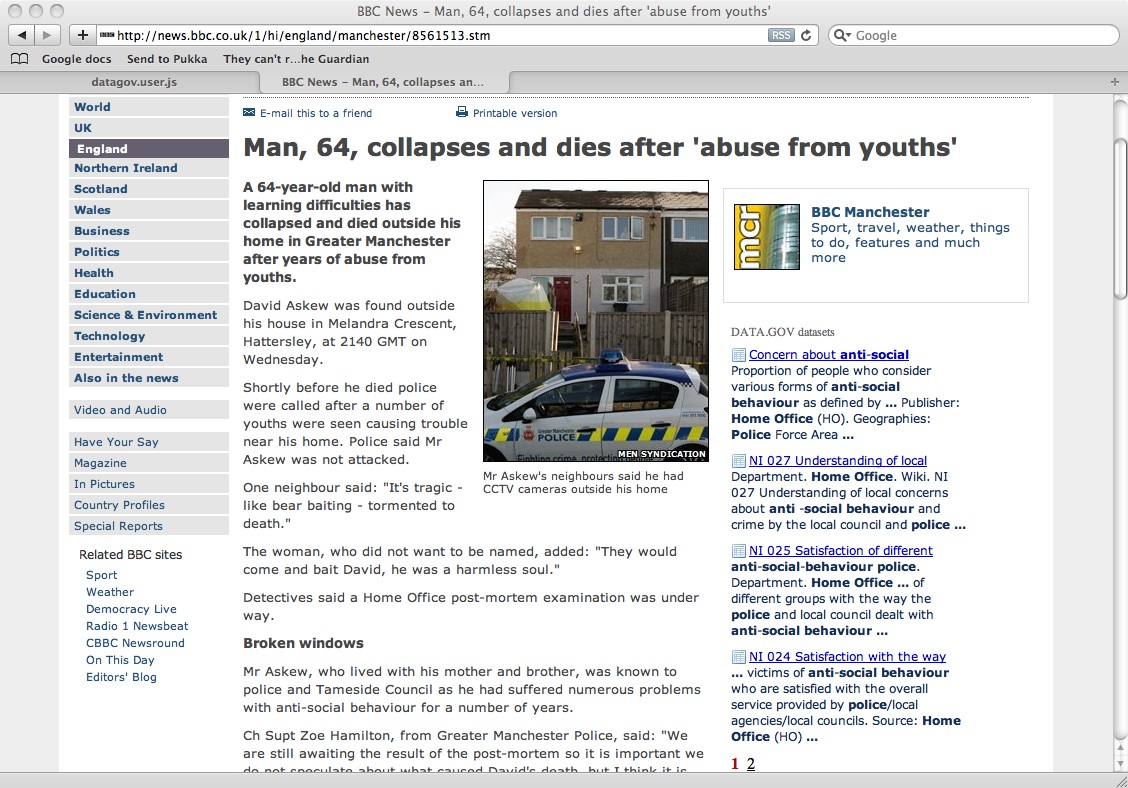 BBC News – Man, 64, collapses and dies after 'abuse from youths'
http://news.bbc.co.uk/1/hi/england/manchester/8561513.stm
RSS
Google
Google docs
Send to Pukka
They can't r...he Guardian
datagov.user.js
BBC News – Man, 64, collapses an...
World
UK
England
Northern Ireland
Scotland
Wales
Business
Politics
Health
Education
Science & Environment
Technology
Entertainment
Also in the news
Video and Audio
Have Your Say
Magazine
In Pictures
Country Profiles
Special Reports
Related BBC sites
Sport
Weather
Democracy Live
Radio 1 Newsbeat
CBBC Newsround
On This Day
Editors' Blog
E-mail this to a friend
Printable version
Man, 64, collapses and dies after 'abuse from youths'
A 64-year-old man with
learning difficulties has
collapsed and died outside his
home in Greater Manchester
after years of abuse from
youths.
David Askew was found outside
his house in Melandra Crescent,
Hattersley, at 2140 GMT on
Wednesday.
Shortly before he died police
were called after a number of
youths were seen causing trouble
near his home. Police said Mr
Askew was not attacked.
One neighbour said: "It's tragic -
like bear baiting - tormented to
death."
The woman, who did not want to be named, added: "They would
come and bait David, he was a harmless soul."
Detectives said a Home Office post-mortem examination was under
way.
Broken windows
Mr Askew, who lived with his mother and brother, was known to
police and Tameside Council as he had suffered numerous problems
with anti-social behaviour for a number of years.
Ch Supt Zoe Hamilton, from Greater Manchester Police, said: "We
are still awaiting the result of the post-mortem so it is important we
do not speculate about what caused David's death, but I think it is
Greater Manchester
POLICE
Fighting crime, protecting
MEN SYNDICATION
Mr Askew's neighbours said he had
CCTV cameras outside his home
mcr
BBC Manchester
Sport, travel, weather, things
to do, features and much
more
DATA.GOV datasets
Concern about anti-social
Proportion of people who consider
various forms of anti-social
behaviour as defined by ... Publisher:
Home Office (HO). Geographies:
Police Force Area ...
NI 027 Understanding of local
Department. Home Office. Wiki. NI
027 Understanding of local concerns
about anti -social behaviour and
crime by the local council and police ...
NI 025 Satisfaction of different
anti-social-behaviour police.
Department. Home Office ... of
different groups with the way the
police and local council dealt with
anti-social behaviour ...
NI 024 Satisfaction with the way
... victims of anti-social behaviour
who are satisfied with the overall
service provided by police/local
agencies/local councils. Source: Home
Office (HO) ...
1 2